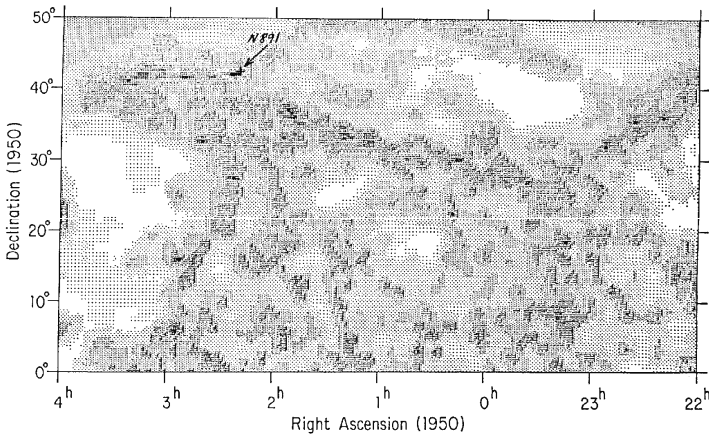 50°
N891
40°
30°
20°
10°
0°
Declination (1950)
4h 3h 2h 1h 0h 23h 22h
Right Ascension (1950)